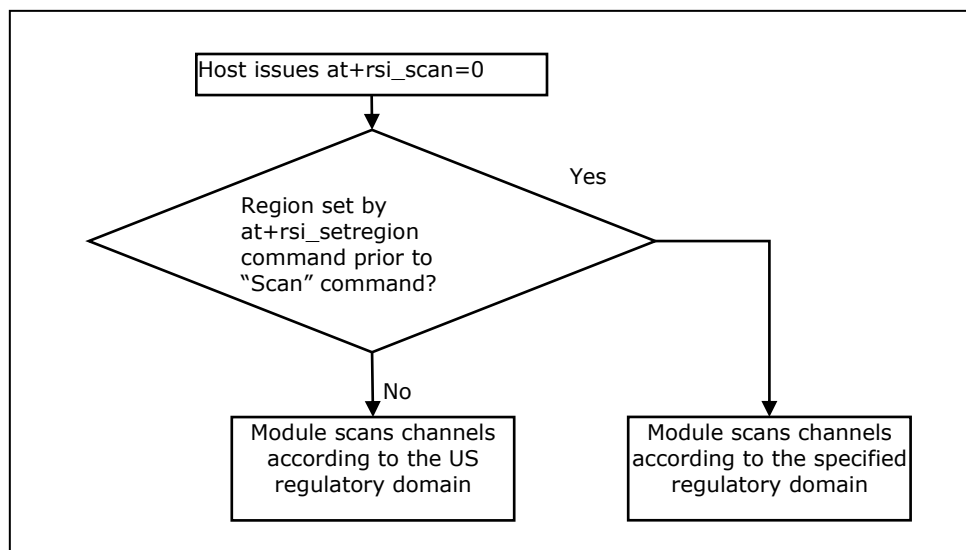 Host issues at+rsi_scan=0
Yes
Region set by
at+rsi_setregion
command prior to
“Scan” command?
No
Module scans channels
according to the US
regulatory domain
Module scans channels
according to the specified
regulatory domain